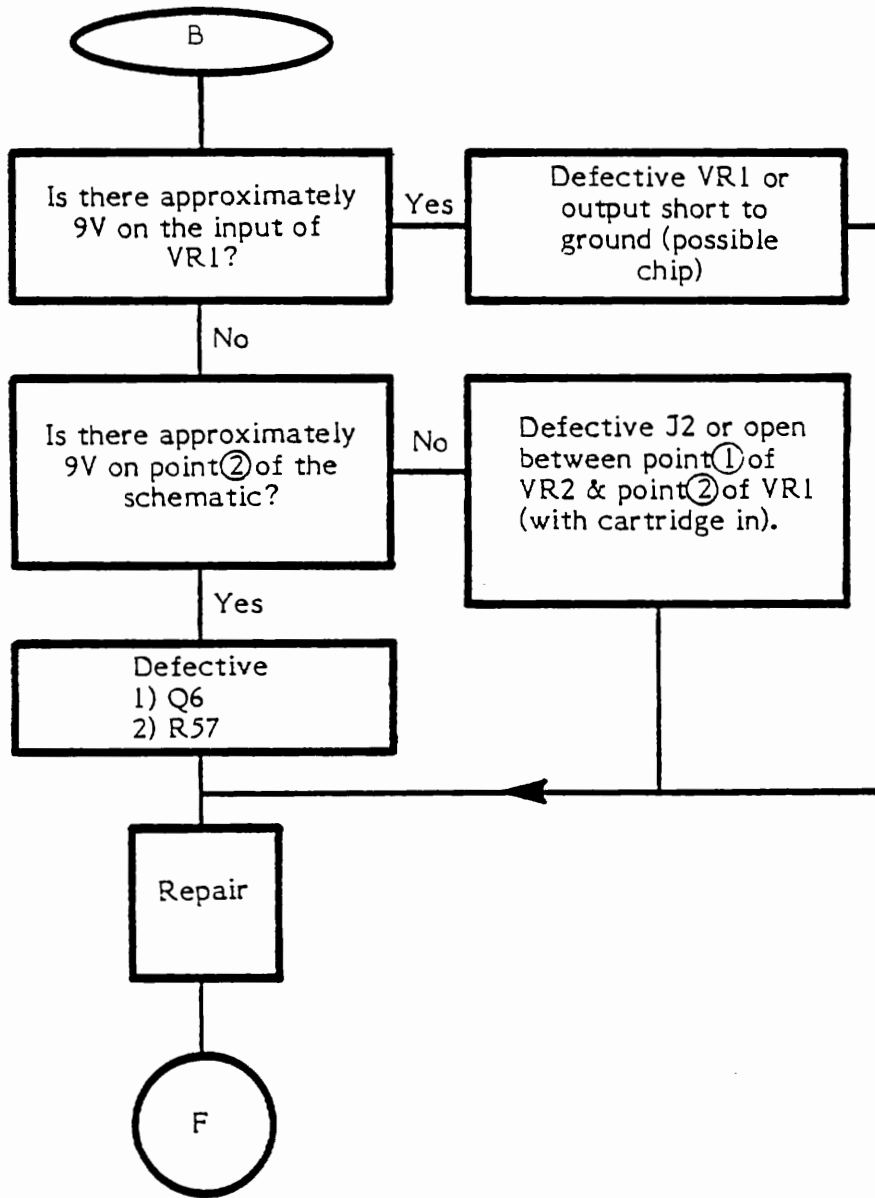 B
Is there approximately
9V on the input of
VR1?
Yes
Defective VR1 or
output short to
ground (possible
chip)
No
Is there approximately
9V on point②of the
schematic?
No
Defective J2 or open
between point①of
VR2 & point②of VR1
(with cartridge in).
Yes
Defective
1) Q6
2) R57
Repair
F